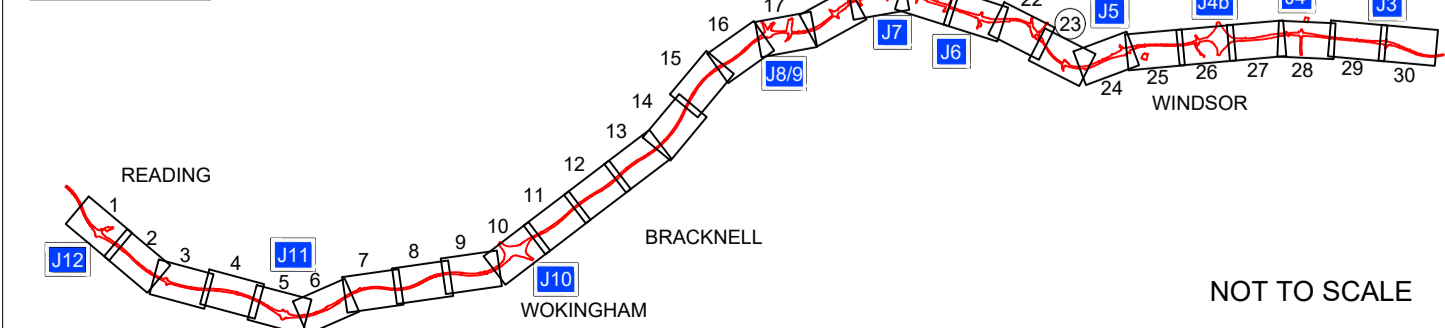 17
22
J4b
J4
16
23
J5
J3
J7
J6
15
J8/9
24
25
26
27
28
29
30
14
WINDSOR
13
READING
12
11
1
10
BRACKNELL
2
J11
9
8
J12
3
7
4
J10
5
6
NOT TO SCALE
WOKINGHAM